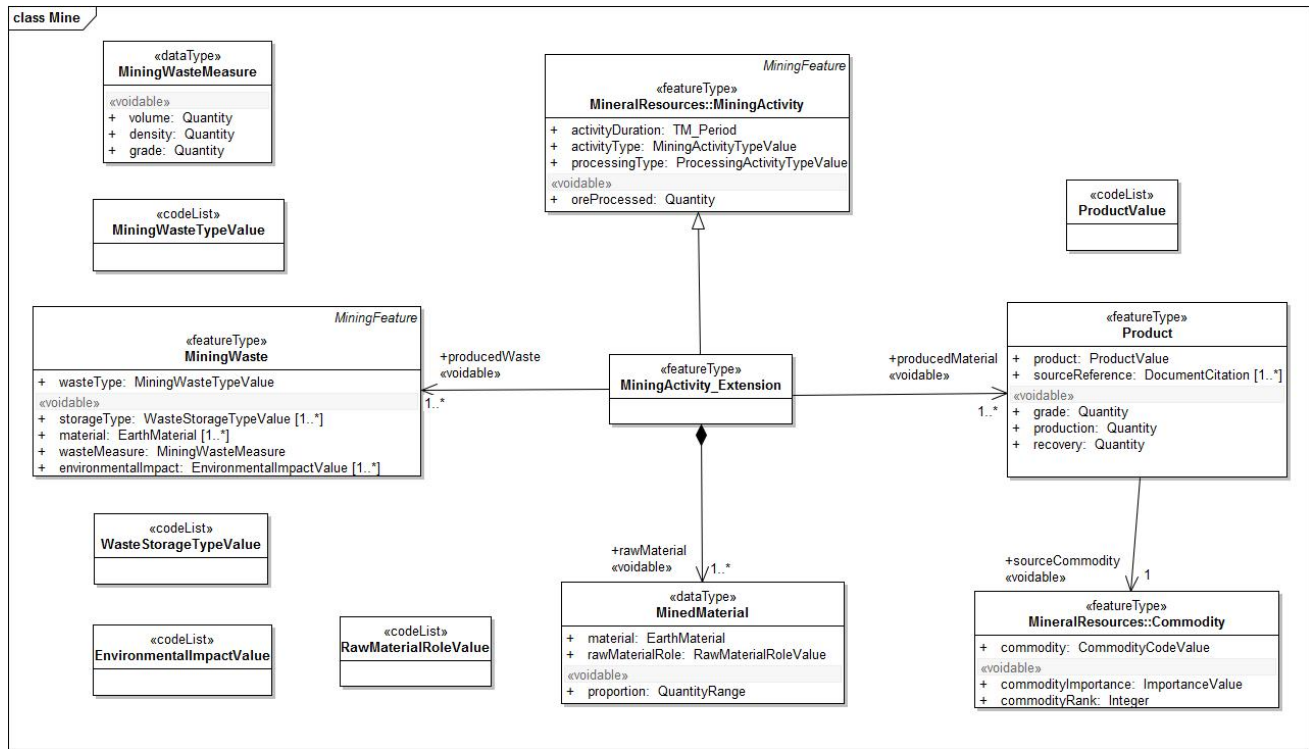 class Mine
«dataType»
MiningWasteMeasure
«voidable»
+ volume: Quantity
+ density: Quantity
+ grade: Quantity
MiningFeature
«featureType»
MineralResources::MiningActivity
+ activityDuration: TM_Period
+ activityType: MiningActivityTypeValue
+ processingType: ProcessingActivityTypeValue
«voidable»
+ oreProcessed: Quantity
«codeList»
MiningWasteTypeValue
«codeList»
ProductValue
MiningFeature
«featureType»
MiningWaste
+ wasteType: MiningWasteTypeValue
«voidable»
+ storageType: WasteStorageTypeValue [1..*]
+ material: EarthMaterial [1..*]
+ wasteMeasure: MiningWasteMeasure
+ environmentalImpact: EnvironmentalImpactValue [1..*]
+producedWaste
«voidable»
1..*
«featureType»
MiningActivity_Extension
+producedMaterial
«voidable»
1..*
«featureType»
Product
+ product: ProductValue
+ sourceReference: DocumentCitation [1..*]
«voidable»
+ grade: Quantity
+ production: Quantity
+ recovery: Quantity
«codeList»
WasteStorageTypeValue
+rawMaterial
«voidable»
1..*
+sourceCommodity
«voidable»
1
«codeList»
EnvironmentalImpactValue
«codeList»
RawMaterialRoleValue
«dataType»
MinedMaterial
+ material: EarthMaterial
+ rawMaterialRole: RawMaterialRoleValue
«voidable»
+ proportion: QuantityRange
«featureType»
MineralResources::Commodity
+ commodity: CommodityCodeValue
«voidable»
+ commodityImportance: ImportanceValue
+ commodityRank: Integer